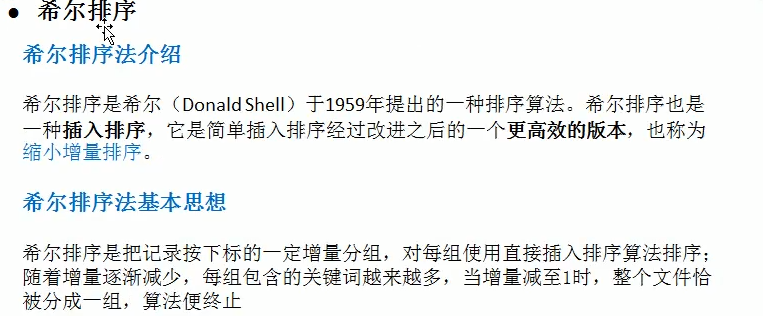 ● 希尔排序
希尔排序法介绍
希尔排序是希尔（Donald Shell）于1959年提出的一种排序算法。希尔排序也是
一种插入排序，它是简单插入排序经过改进之后的一个更高效的版本，也称为
缩小增量排序。
希尔排序法基本思想
希尔排序是把记录按下标的一定增量分组，对每组使用直接插入排序算法排序；
随着增量逐渐减少，每组包含的关键词越来越多，当增量减至1时，整个文件恰
被分成一组，算法便终止